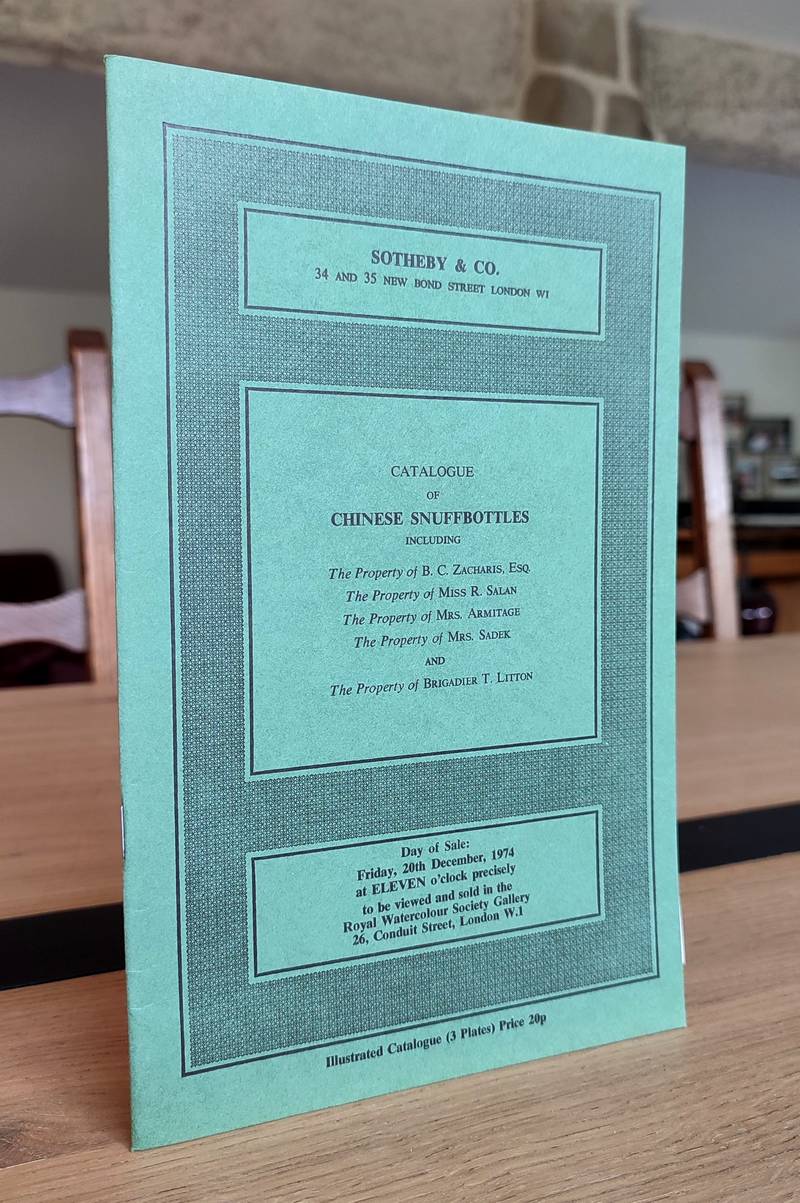 SOTHEBY & CO.
34 AND 35 NEW BOND STREET LONDON W1
CATALOGUE
OF
CHINESE SNUFFBOTTLES
INCLUDING
The Property of B. C. ZACHARIS, ESQ.
The Property of MISS R. SALAN
The Property of MRS. ARMITAGE
The Property of MRS. SADEK
AND
The Property of BRIGADIER T. LITTON
Day of Sale:
Friday, 20th December, 1974
at ELEVEN o'clock precisely
to be viewed and sold in the
Royal Watercolour Society Gallery
26, Conduit Street, London W.1
Illustrated Catalogue (3 Plates) Price 20p